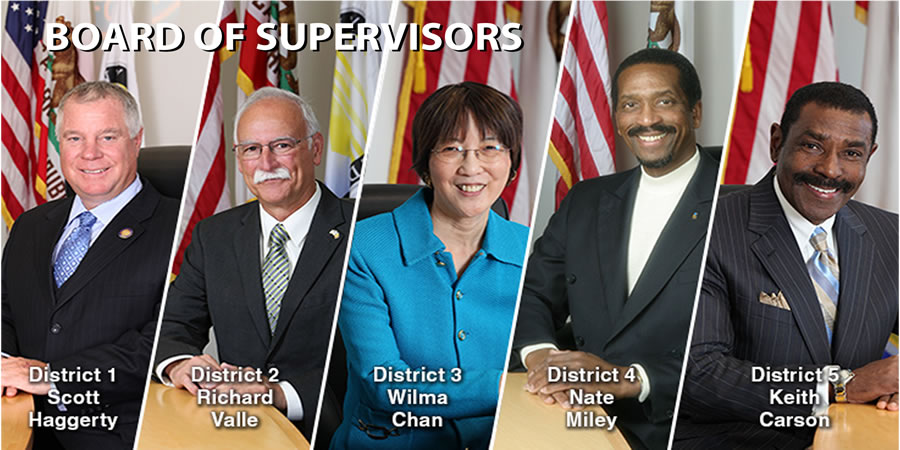 BOARD OF SUPERVISORS
District 1
Scott
Haggerty
District 2
Richard
Valle
District 3
Wilma
Chan
District 4
Nate
Miley
District 5
Keith
Carson